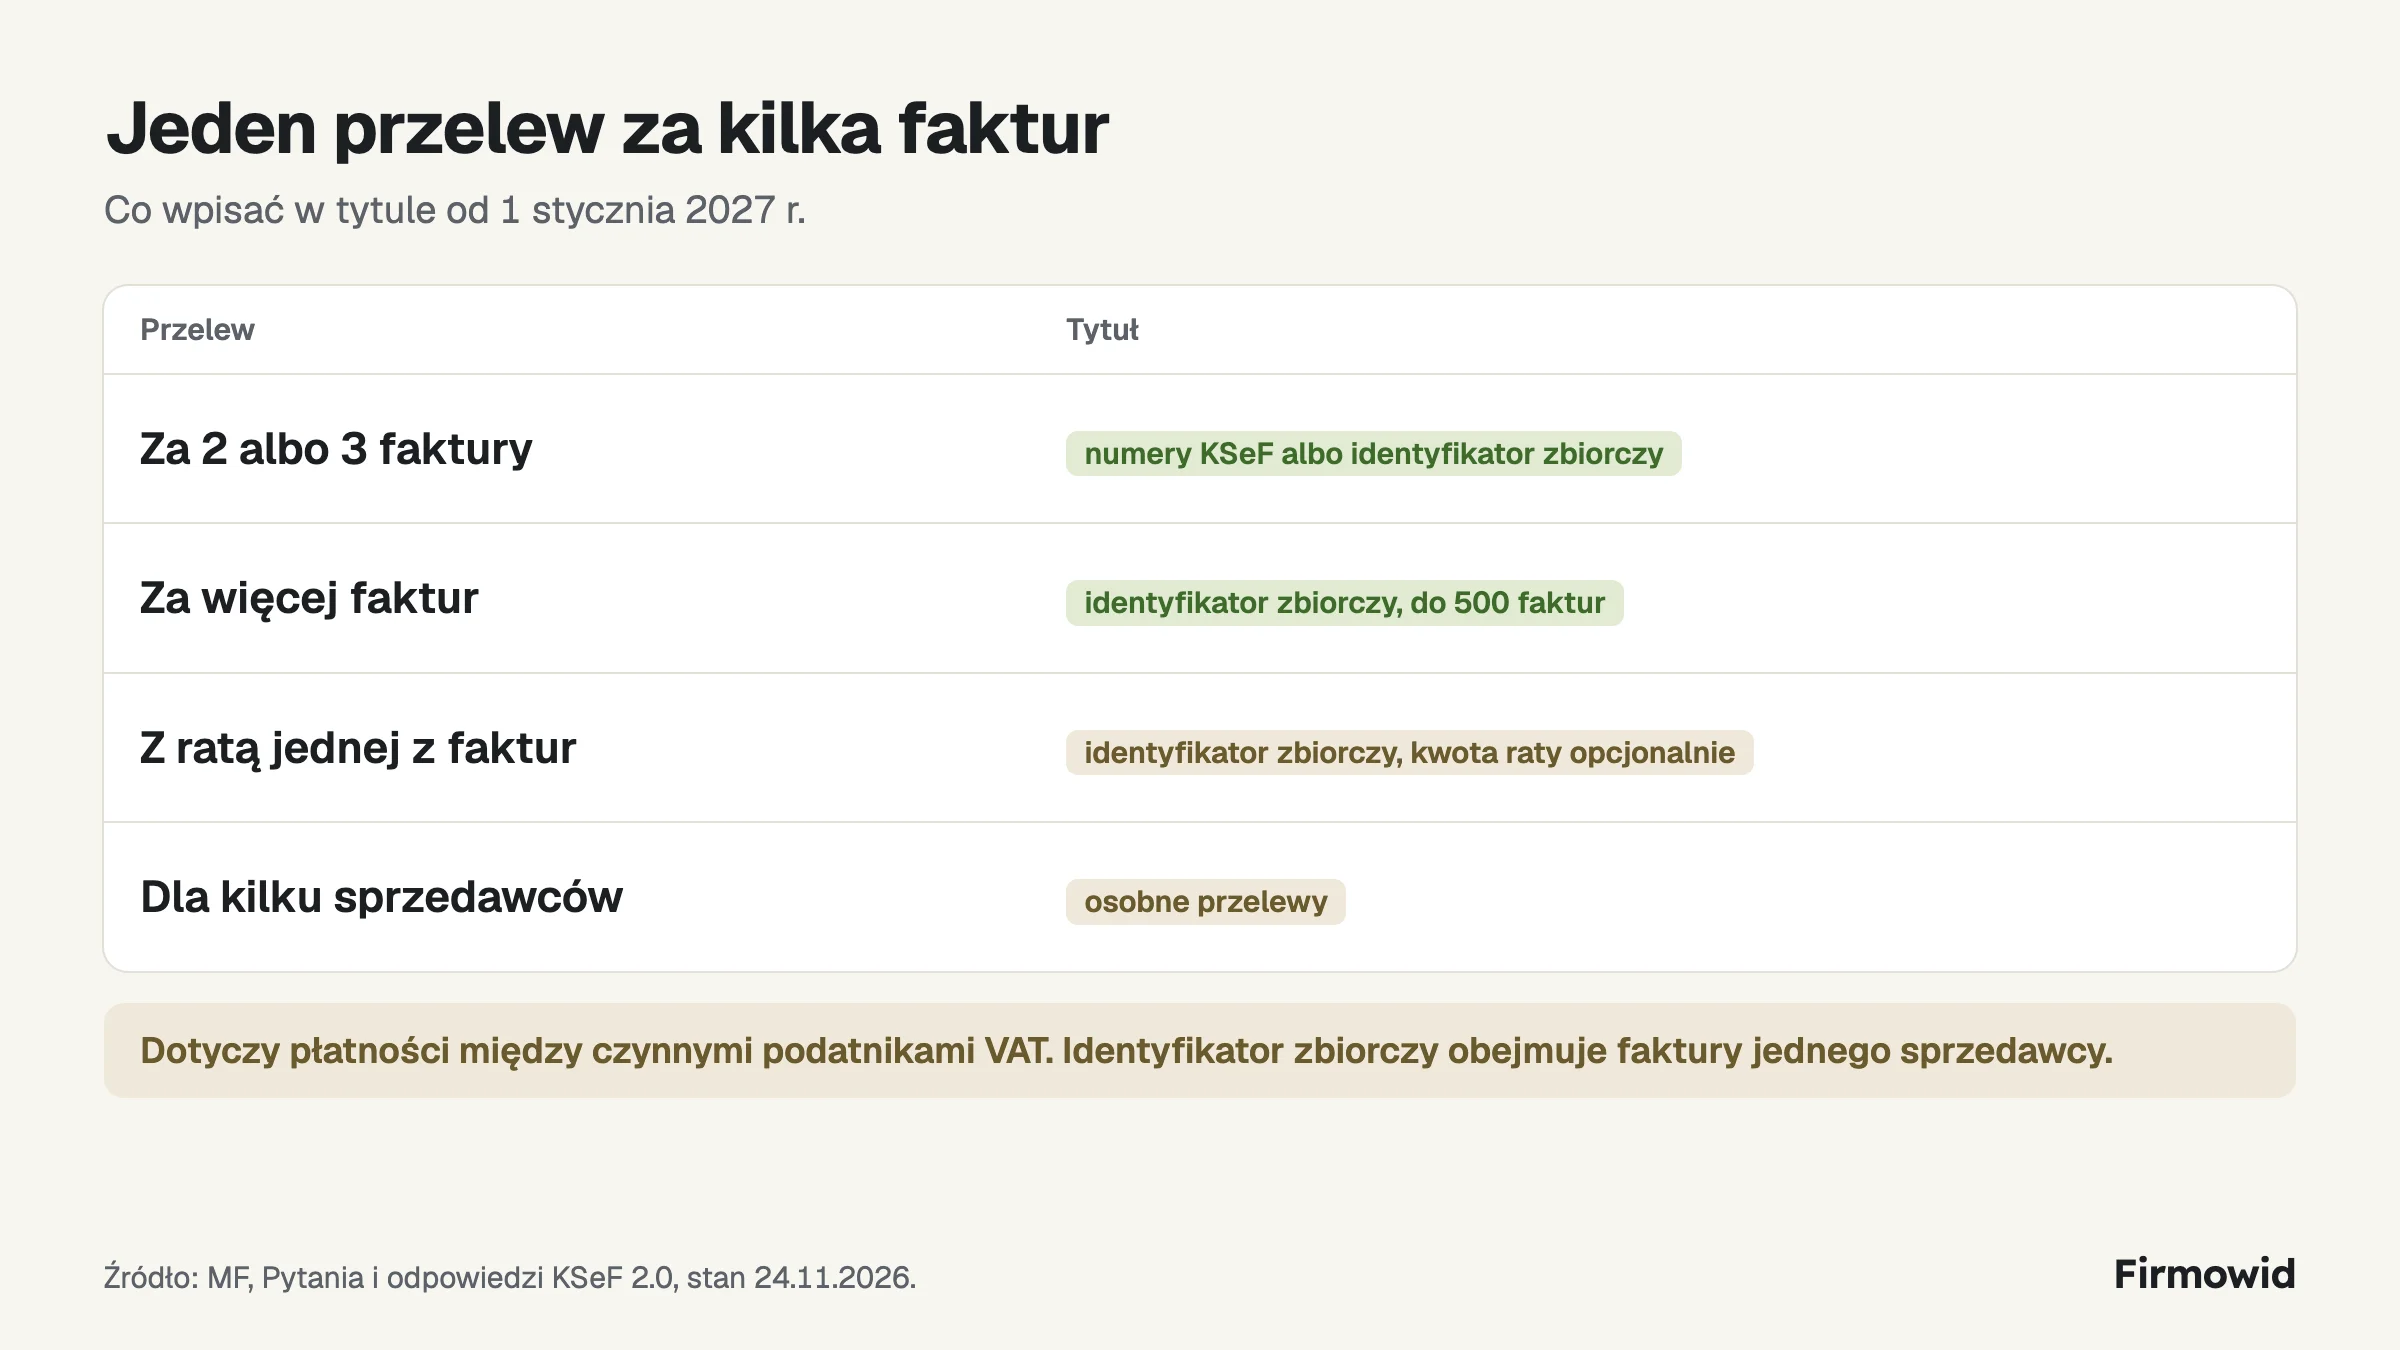 Jeden przelew za kilka faktur
Co wpisać w tytule od 1 stycznia 2027 r.
Przelew Tytuł
Za 2 albo 3 faktury numery KSeF albo identyfikator zbiorczy
Za więcej faktur identyfikator zbiorczy, do 500 faktur
Z ratą jednej z faktur identyfikator zbiorczy, kwota raty opcjonalnie
Dla kilku sprzedawców osobne przelewy
Dotyczy płatności między czynnymi podatnikami VAT. Identyfikator zbiorczy obejmuje faktury jednego sprzedawcy.
Źródło: MF, Pytania i odpowiedzi KSeF 2.0, stan 24.11.2026.
Firmowid